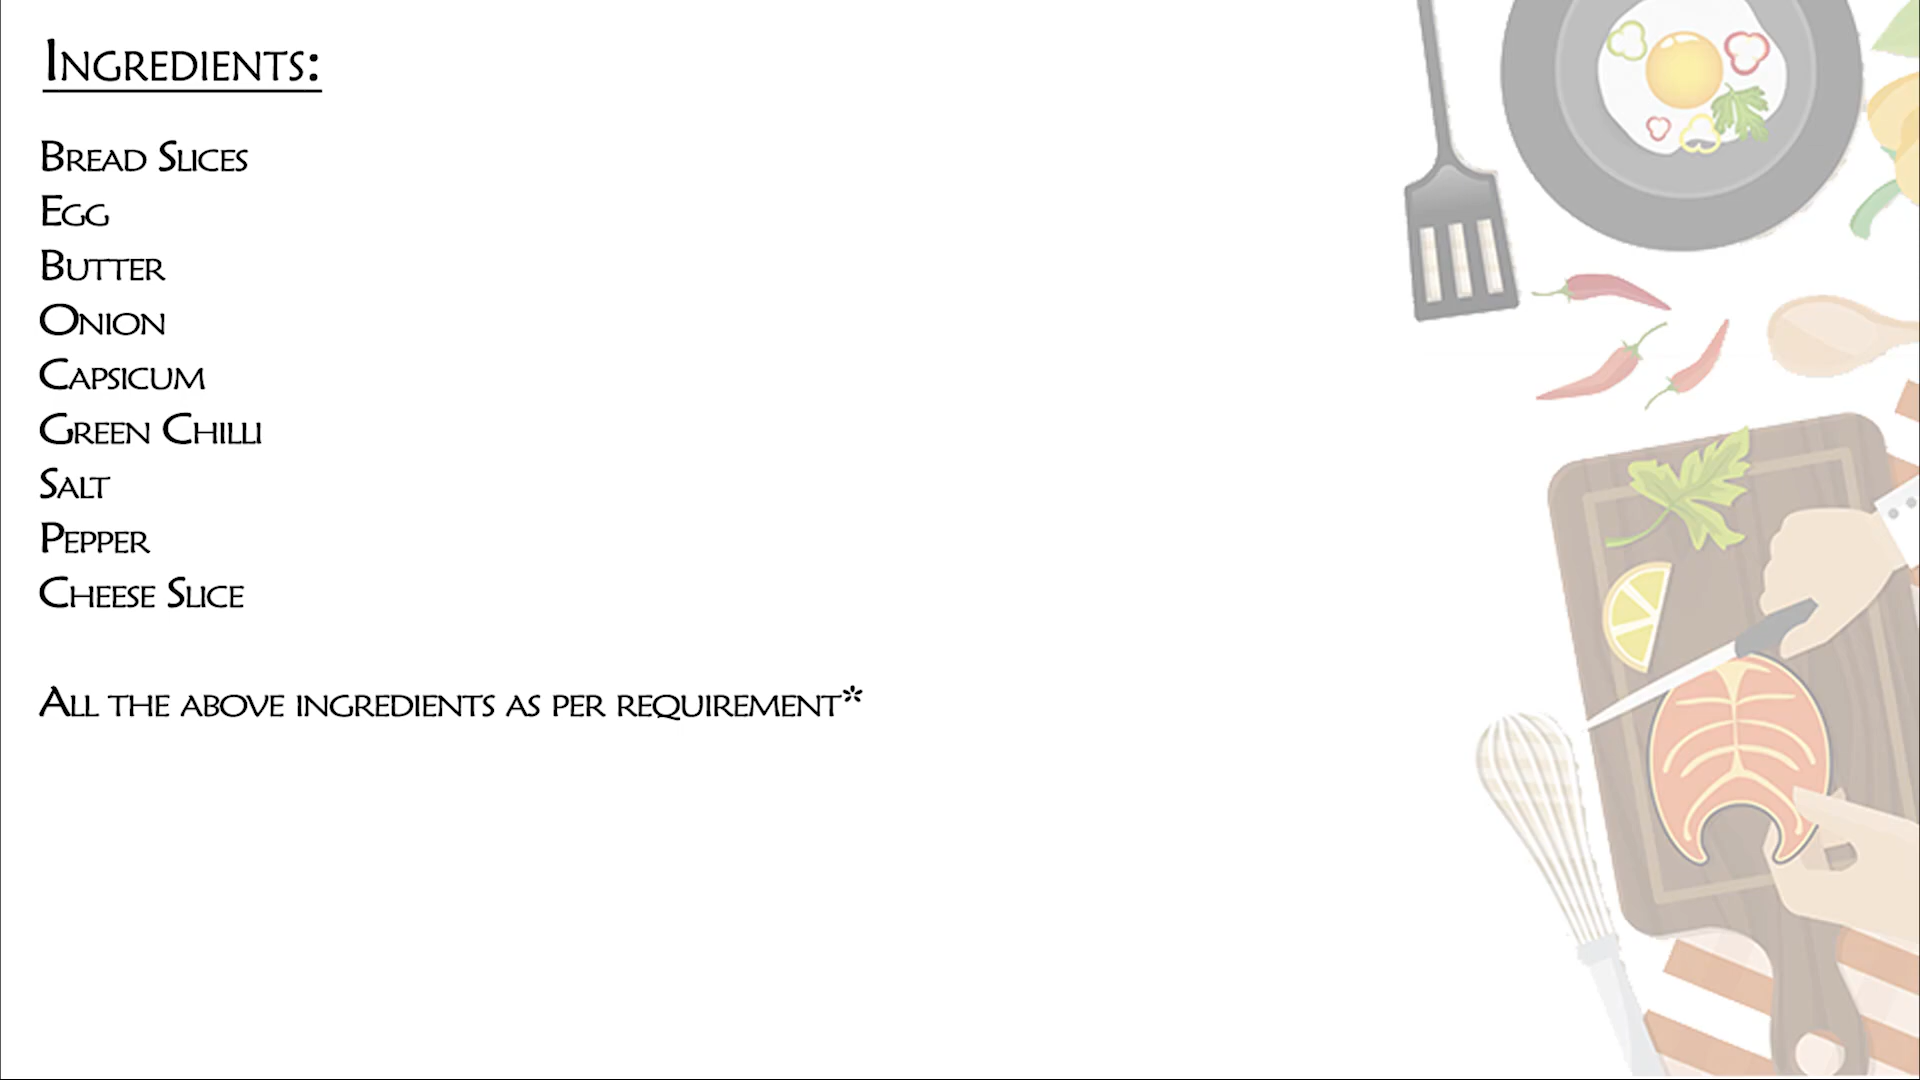 Ingredients:
Bread Slices
Egg
Butter
Onion
Capsicum
Green Chilli
Salt
Pepper
Cheese Slice
All the above ingredients as per requirement*